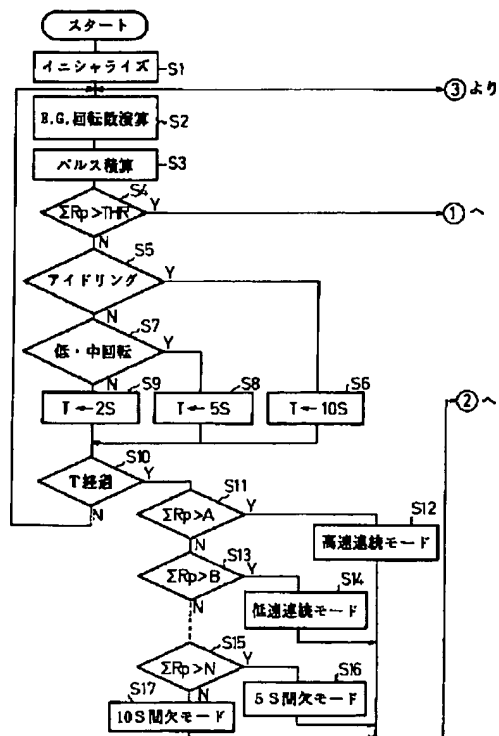 スタート
イニシャライズ S1
③より
E.G.回転数演算 S2
パルス積算 S3
S4
ΣRp>THR Y
①へ
N
S5
アイドリング Y
N
S7
低・中回転 Y
N
S9
S8
S6
T←2S
T←5S
T←10S
②へ
S10
T経過 Y
N
S11
ΣRp>A Y
N
S12
高速連続モード
S13
ΣRp>B Y
N
S14
低速連続モード
S15
ΣRp>N Y
N
S16
5S間欠モード
S17
10S間欠モード